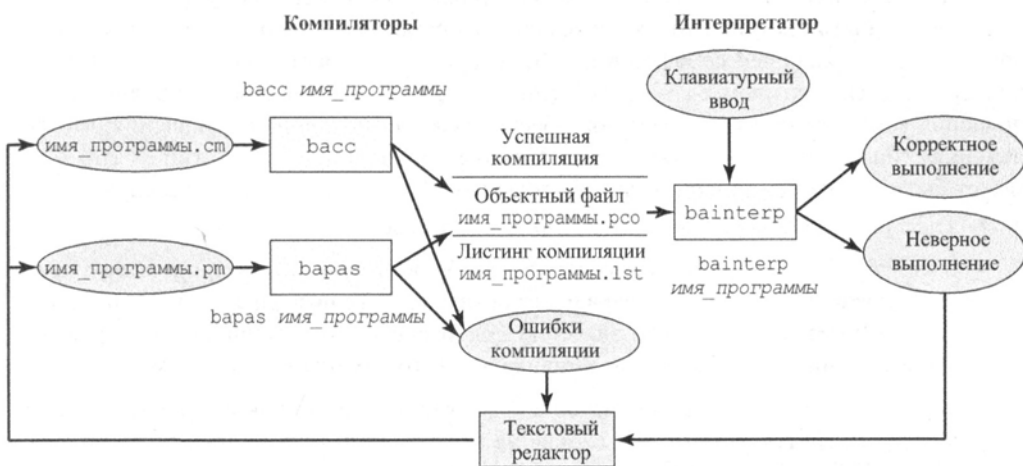 Компиляторы
Интерпретатор
bacc имя_программы
Клавиатурный
ввод
имя_программы.cm
bacc
Успешная
компиляция
Корректное
выполнение
Объектный файл
имя_программы.pco
bainterp
имя_программы.pm
bapas
Листинг компиляции
имя_программы.lst
bainterp
имя_программы
Неверное
выполнение
bapas имя_программы
Ошибки
компиляции
Текстовый
редактор